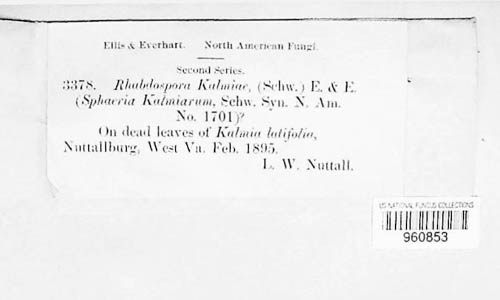 Ellis & Everhart. North American Fungi.
Second Series.
3378. Rhabdospora Kalmiae, (Schw.) E. & E.
(Sphaeria Kalmiarum, Schw. Syn. N. Am.
No. 1701)?
On dead leaves of Kalmia latifolia,
Nuttallburg, West Va. Feb. 1895.
L. W. Nuttall.
US NATIONAL FUNGUS COLLECTIONS
960853